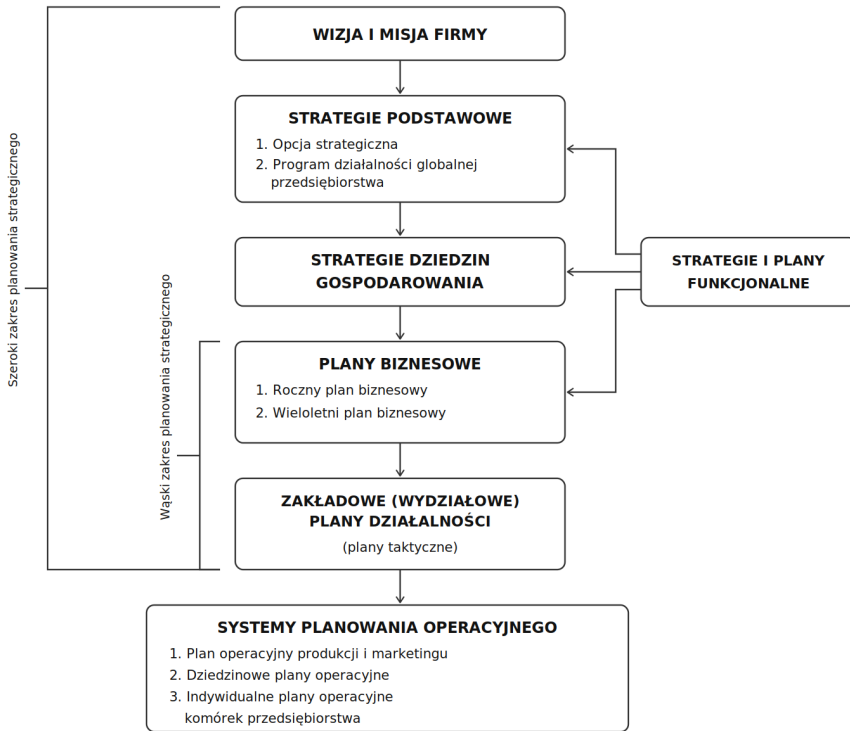 WIZJA I MISJA FIRMY
STRATEGIE PODSTAWOWE
1. Opcja strategiczna
2. Program działalności globalnej
przedsiębiorstwa
STRATEGIE DZIEDZIN
GOSPODAROWANIA
STRATEGIE I PLANY
FUNKCJONALNE
PLANY BIZNESOWE
1. Roczny plan biznesowy
2. Wieloletni plan biznesowy
ZAKŁADOWE (WYDZIAŁOWE)
PLANY DZIAŁALNOŚCI
(plany taktyczne)
SYSTEMY PLANOWANIA OPERACYJNEGO
1. Plan operacyjny produkcji i marketingu
2. Dziedzinowe plany operacyjne
3. Indywidualne plany operacyjne
komórek przedsiębiorstwa
Szeroki zakres planowania strategicznego
Wąski zakres planowania strategicznego